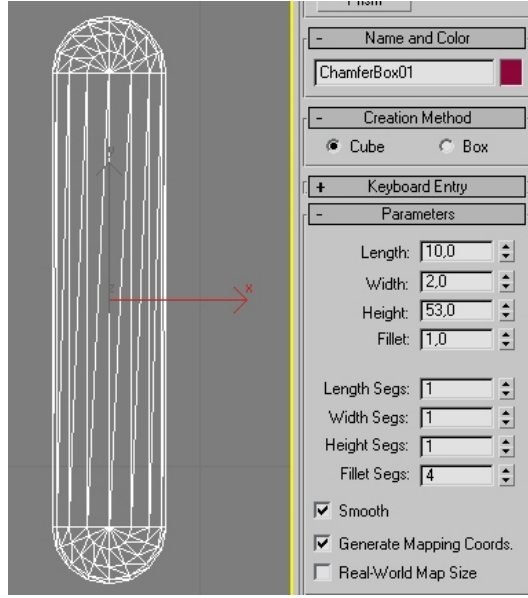 Prism
- Name and Color
ChamferBox01
- Creation Method
Cube Box
+ Keyboard Entry
- Parameters
Length: 10,0
Width: 2,0
Height: 53,0
Fillet: 1,0
Length Segs: 1
Width Segs: 1
Height Segs: 1
Fillet Segs: 4
Smooth
Generate Mapping Coords.
Real-World Map Size
y
z
x